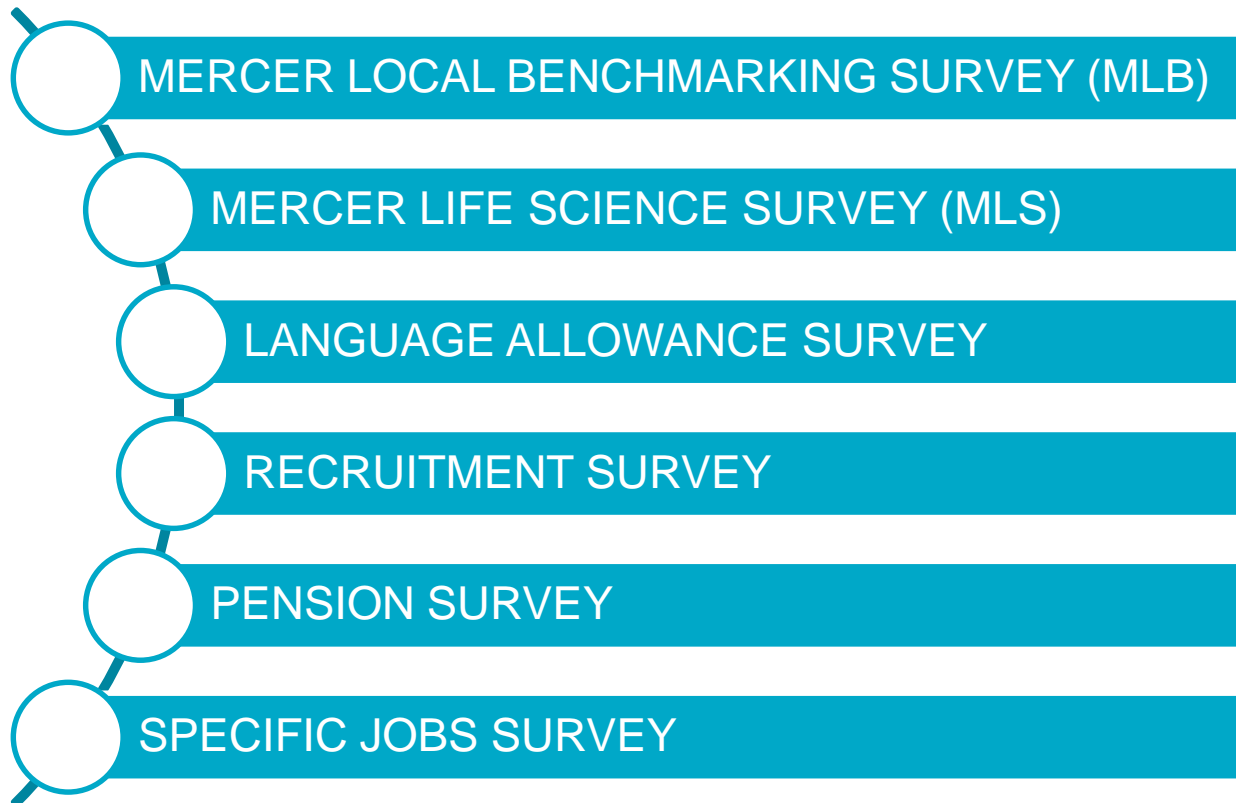 MERCER LOCAL BENCHMARKING SURVEY (MLB)
MERCER LIFE SCIENCE SURVEY (MLS)
LANGUAGE ALLOWANCE SURVEY
RECRUITMENT SURVEY
PENSION SURVEY
SPECIFIC JOBS SURVEY